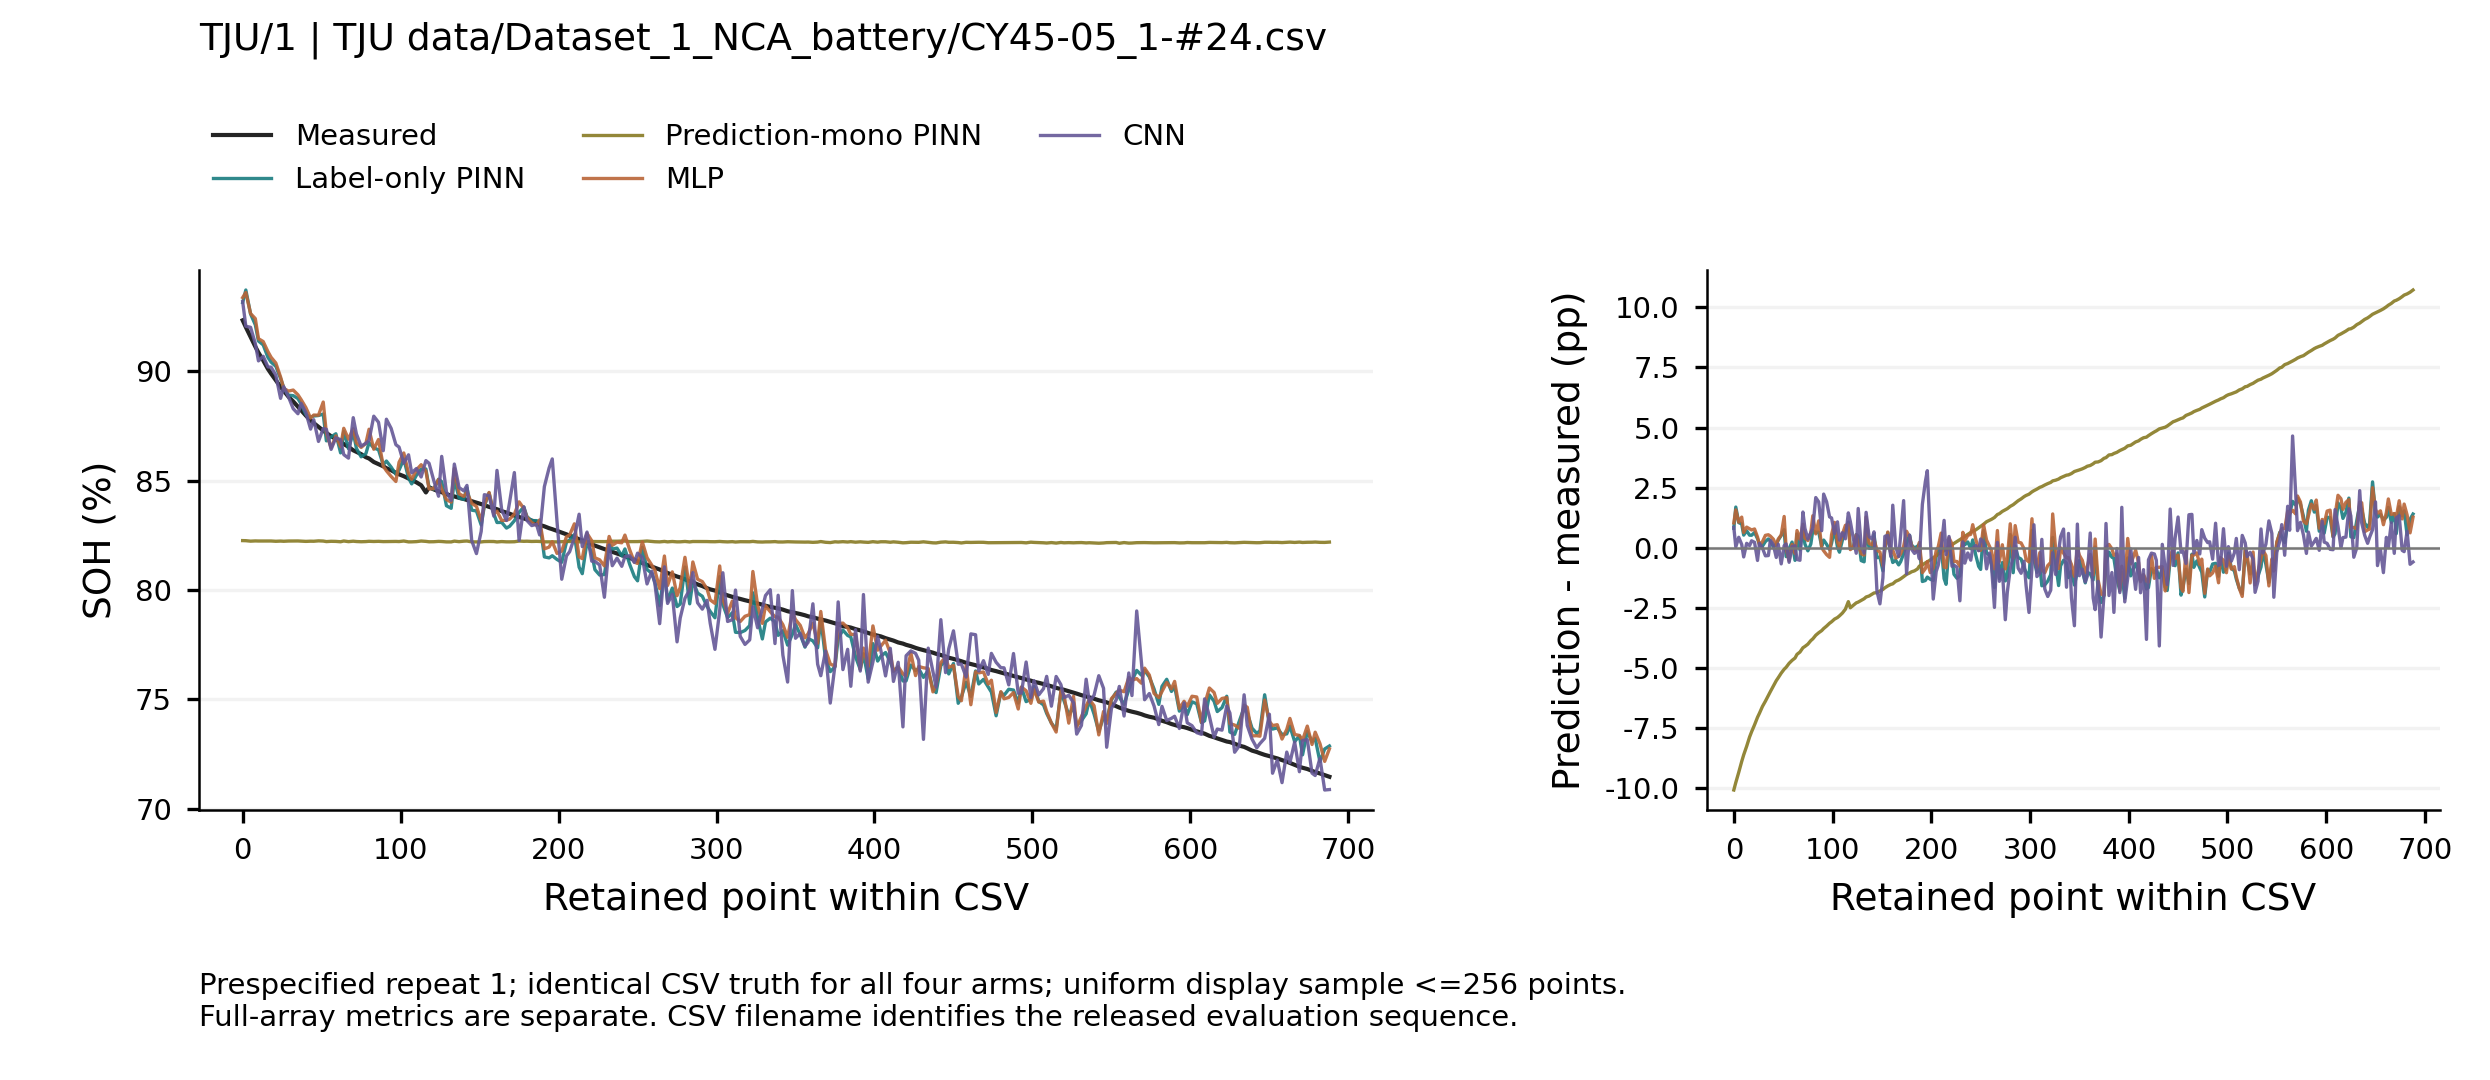 TJU/1 | TJU data/Dataset_1_NCA_battery/CY45-05_1-#24.csv
Measured
Label-only PINN
Prediction-mono PINN
MLP
CNN
SOH (%)
90
85
80
75
70
0 100 200 300 400 500 600 700
Retained point within CSV
Prediction - measured (pp)
10.0
7.5
5.0
2.5
0.0
-2.5
-5.0
-7.5
-10.0
0 100 200 300 400 500 600 700
Retained point within CSV
Prespecified repeat 1; identical CSV truth for all four arms; uniform display sample <=256 points.
Full-array metrics are separate. CSV filename identifies the released evaluation sequence.